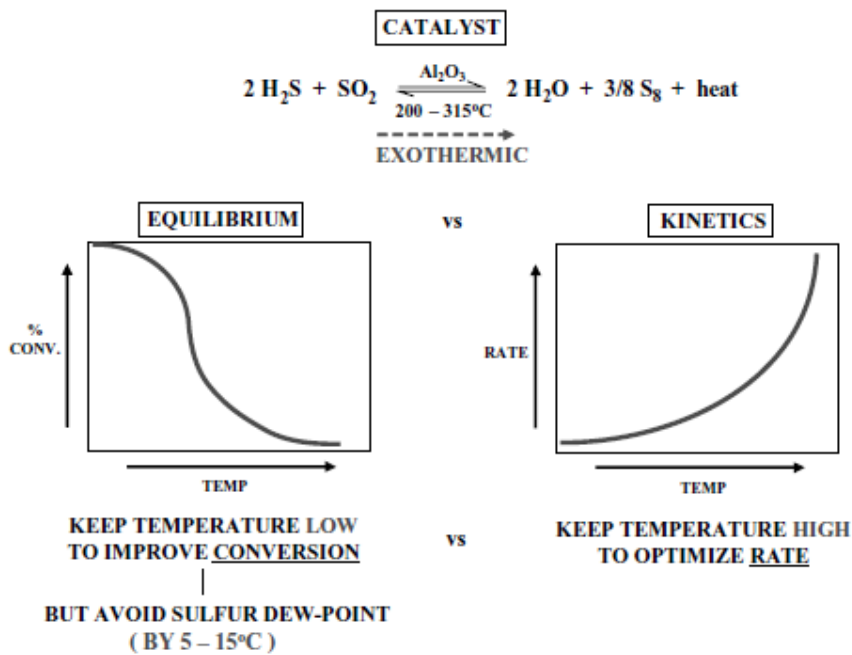 CATALYST
Al₂O₃
2 H₂S + SO₂ ⇌ 2 H₂O + 3/8 S₈ + heat
200 – 315ºC
EXOTHERMIC
EQUILIBRIUM vs KINETICS
%
CONV.
RATE
TEMP
TEMP
KEEP TEMPERATURE LOW
TO IMPROVE CONVERSION
vs
KEEP TEMPERATURE HIGH
TO OPTIMIZE RATE
BUT AVOID SULFUR DEW-POINT
( BY 5 – 15ºC )